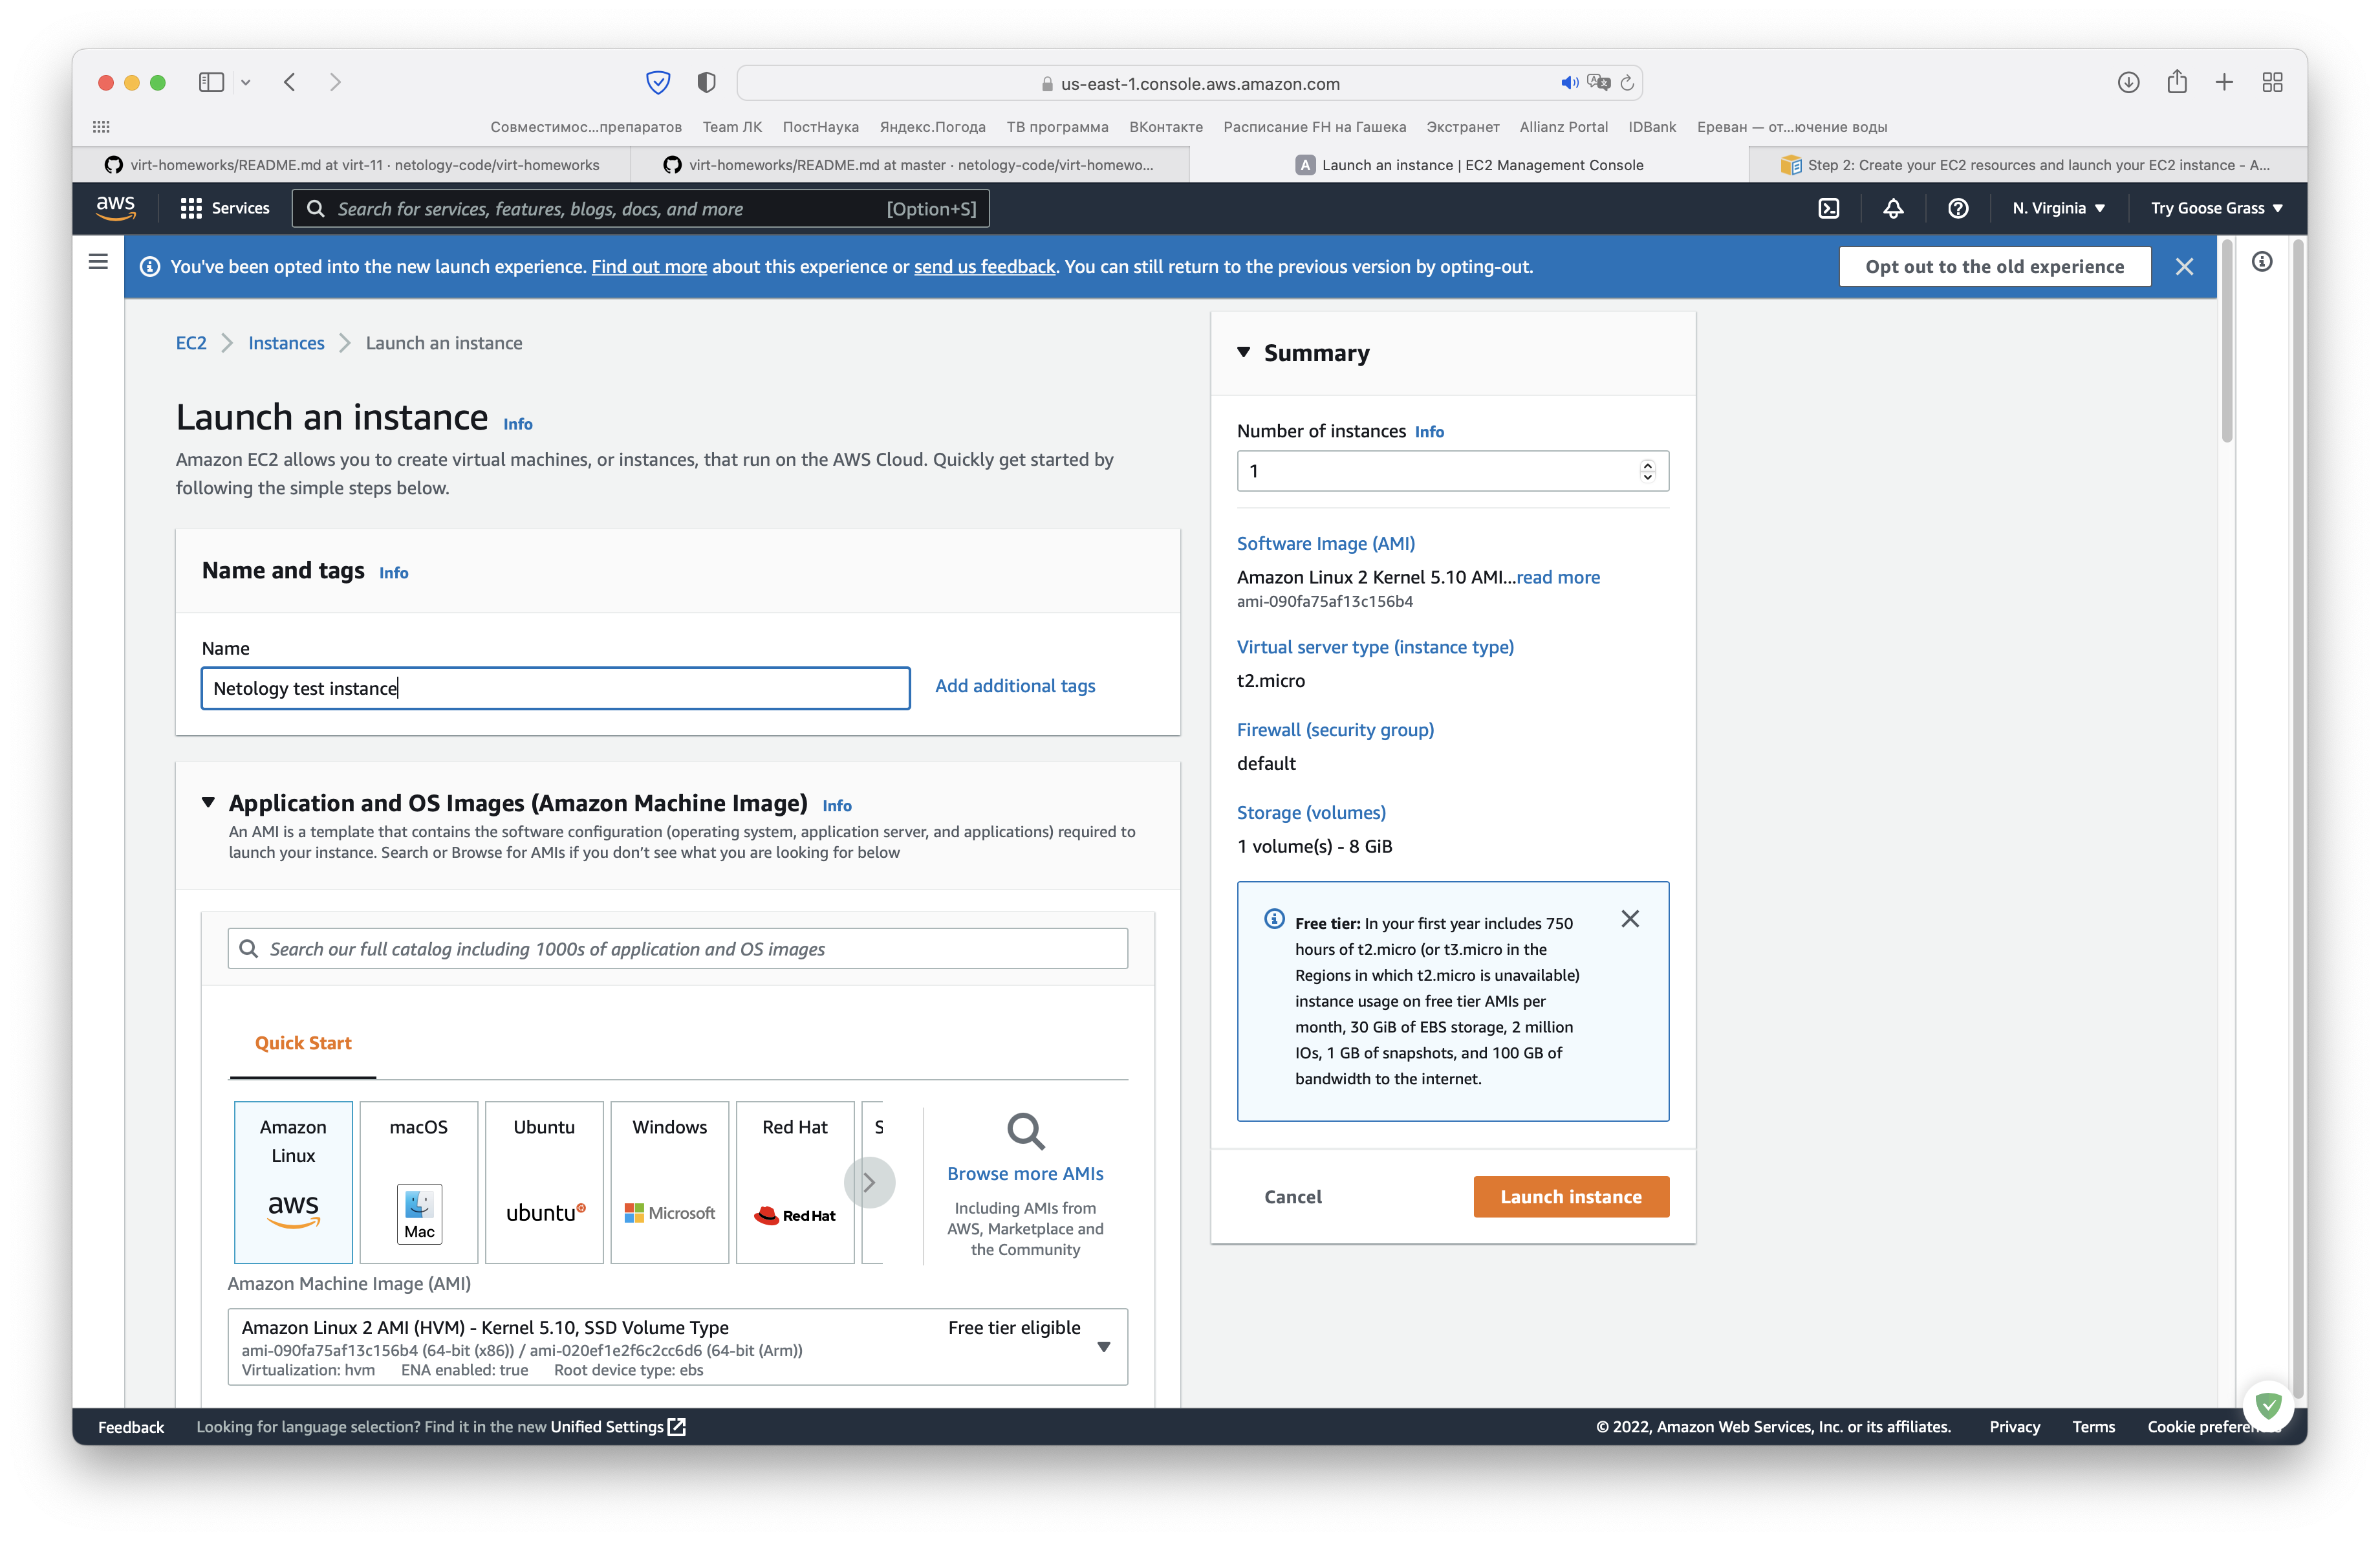 us-east-1.console.aws.amazon.com
Совместимос...препаратов Team ЛК ПостНаука Яндекс.Погода ТВ программа ВКонтакте Расписание FH на Гашека Экстранет Allianz Portal IDBank Ереван — от...ючение воды
virt-homeworks/README.md at virt-11 · netology-code/virt-homeworks virt-homeworks/README.md at master · netology-code/virt-homewo... A Launch an instance | EC2 Management Console Step 2: Create your EC2 resources and launch your EC2 instance - A...
aws Services Search for services, features, blogs, docs, and more [Option+S] N. Virginia Try Goose Grass
You've been opted into the new launch experience. Find out more about this experience or send us feedback. You can still return to the previous version by opting-out. Opt out to the old experience
EC2 Instances Launch an instance
Launch an instance Info
Amazon EC2 allows you to create virtual machines, or instances, that run on the AWS Cloud. Quickly get started by
following the simple steps below.
Name and tags Info
Name
Netology test instance Add additional tags
Application and OS Images (Amazon Machine Image) Info
An AMI is a template that contains the software configuration (operating system, application server, and applications) required to
launch your instance. Search or Browse for AMIs if you don't see what you are looking for below
Search our full catalog including 1000s of application and OS images
Quick Start
Amazon
Linux
aws
macOS
Mac
Ubuntu
ubuntu
Windows
Microsoft
Red Hat
Red Hat
S
Browse more AMIs
Including AMIs from
AWS, Marketplace and
the Community
Amazon Machine Image (AMI)
Amazon Linux 2 AMI (HVM) - Kernel 5.10, SSD Volume Type Free tier eligible
ami-090fa75af13c156b4 (64-bit (x86)) / ami-020ef1e2f6c2cc6d6 (64-bit (Arm))
Virtualization: hvm ENA enabled: true Root device type: ebs
Summary
Number of instances Info
1
Software Image (AMI)
Amazon Linux 2 Kernel 5.10 AMI...read more
ami-090fa75af13c156b4
Virtual server type (instance type)
t2.micro
Firewall (security group)
default
Storage (volumes)
1 volume(s) - 8 GiB
Free tier: In your first year includes 750
hours of t2.micro (or t3.micro in the
Regions in which t2.micro is unavailable)
instance usage on free tier AMIs per
month, 30 GiB of EBS storage, 2 million
IOs, 1 GB of snapshots, and 100 GB of
bandwidth to the internet.
Cancel Launch instance
Feedback Looking for language selection? Find it in the new Unified Settings © 2022, Amazon Web Services, Inc. or its affiliates. Privacy Terms Cookie